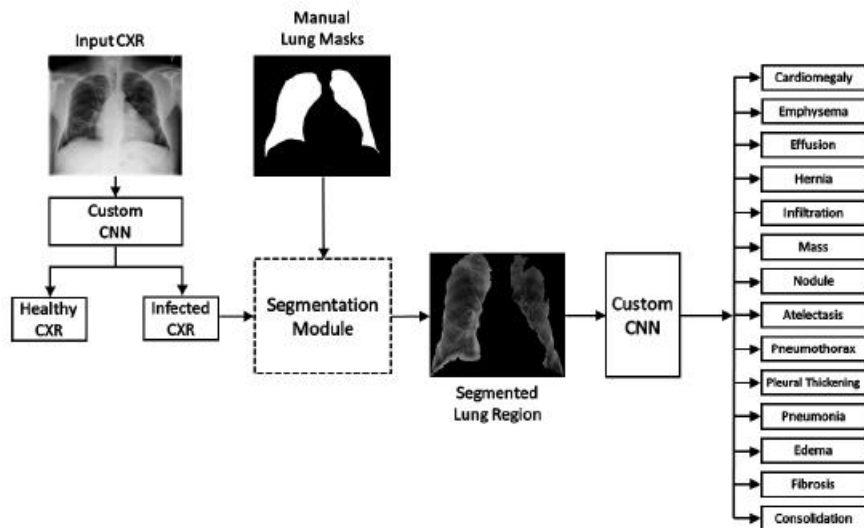 Input CXR
Manual
Lung Masks
Custom
CNN
Healthy
CXR
Infected
CXR
Segmentation
Module
Segmented
Lung Region
Custom
CNN
Cardiomegaly
Emphysema
Effusion
Hernia
Infiltration
Mass
Nodule
Atelectasis
Pneumothorax
Pleural Thickening
Pneumonia
Edema
Fibrosis
Consolidation